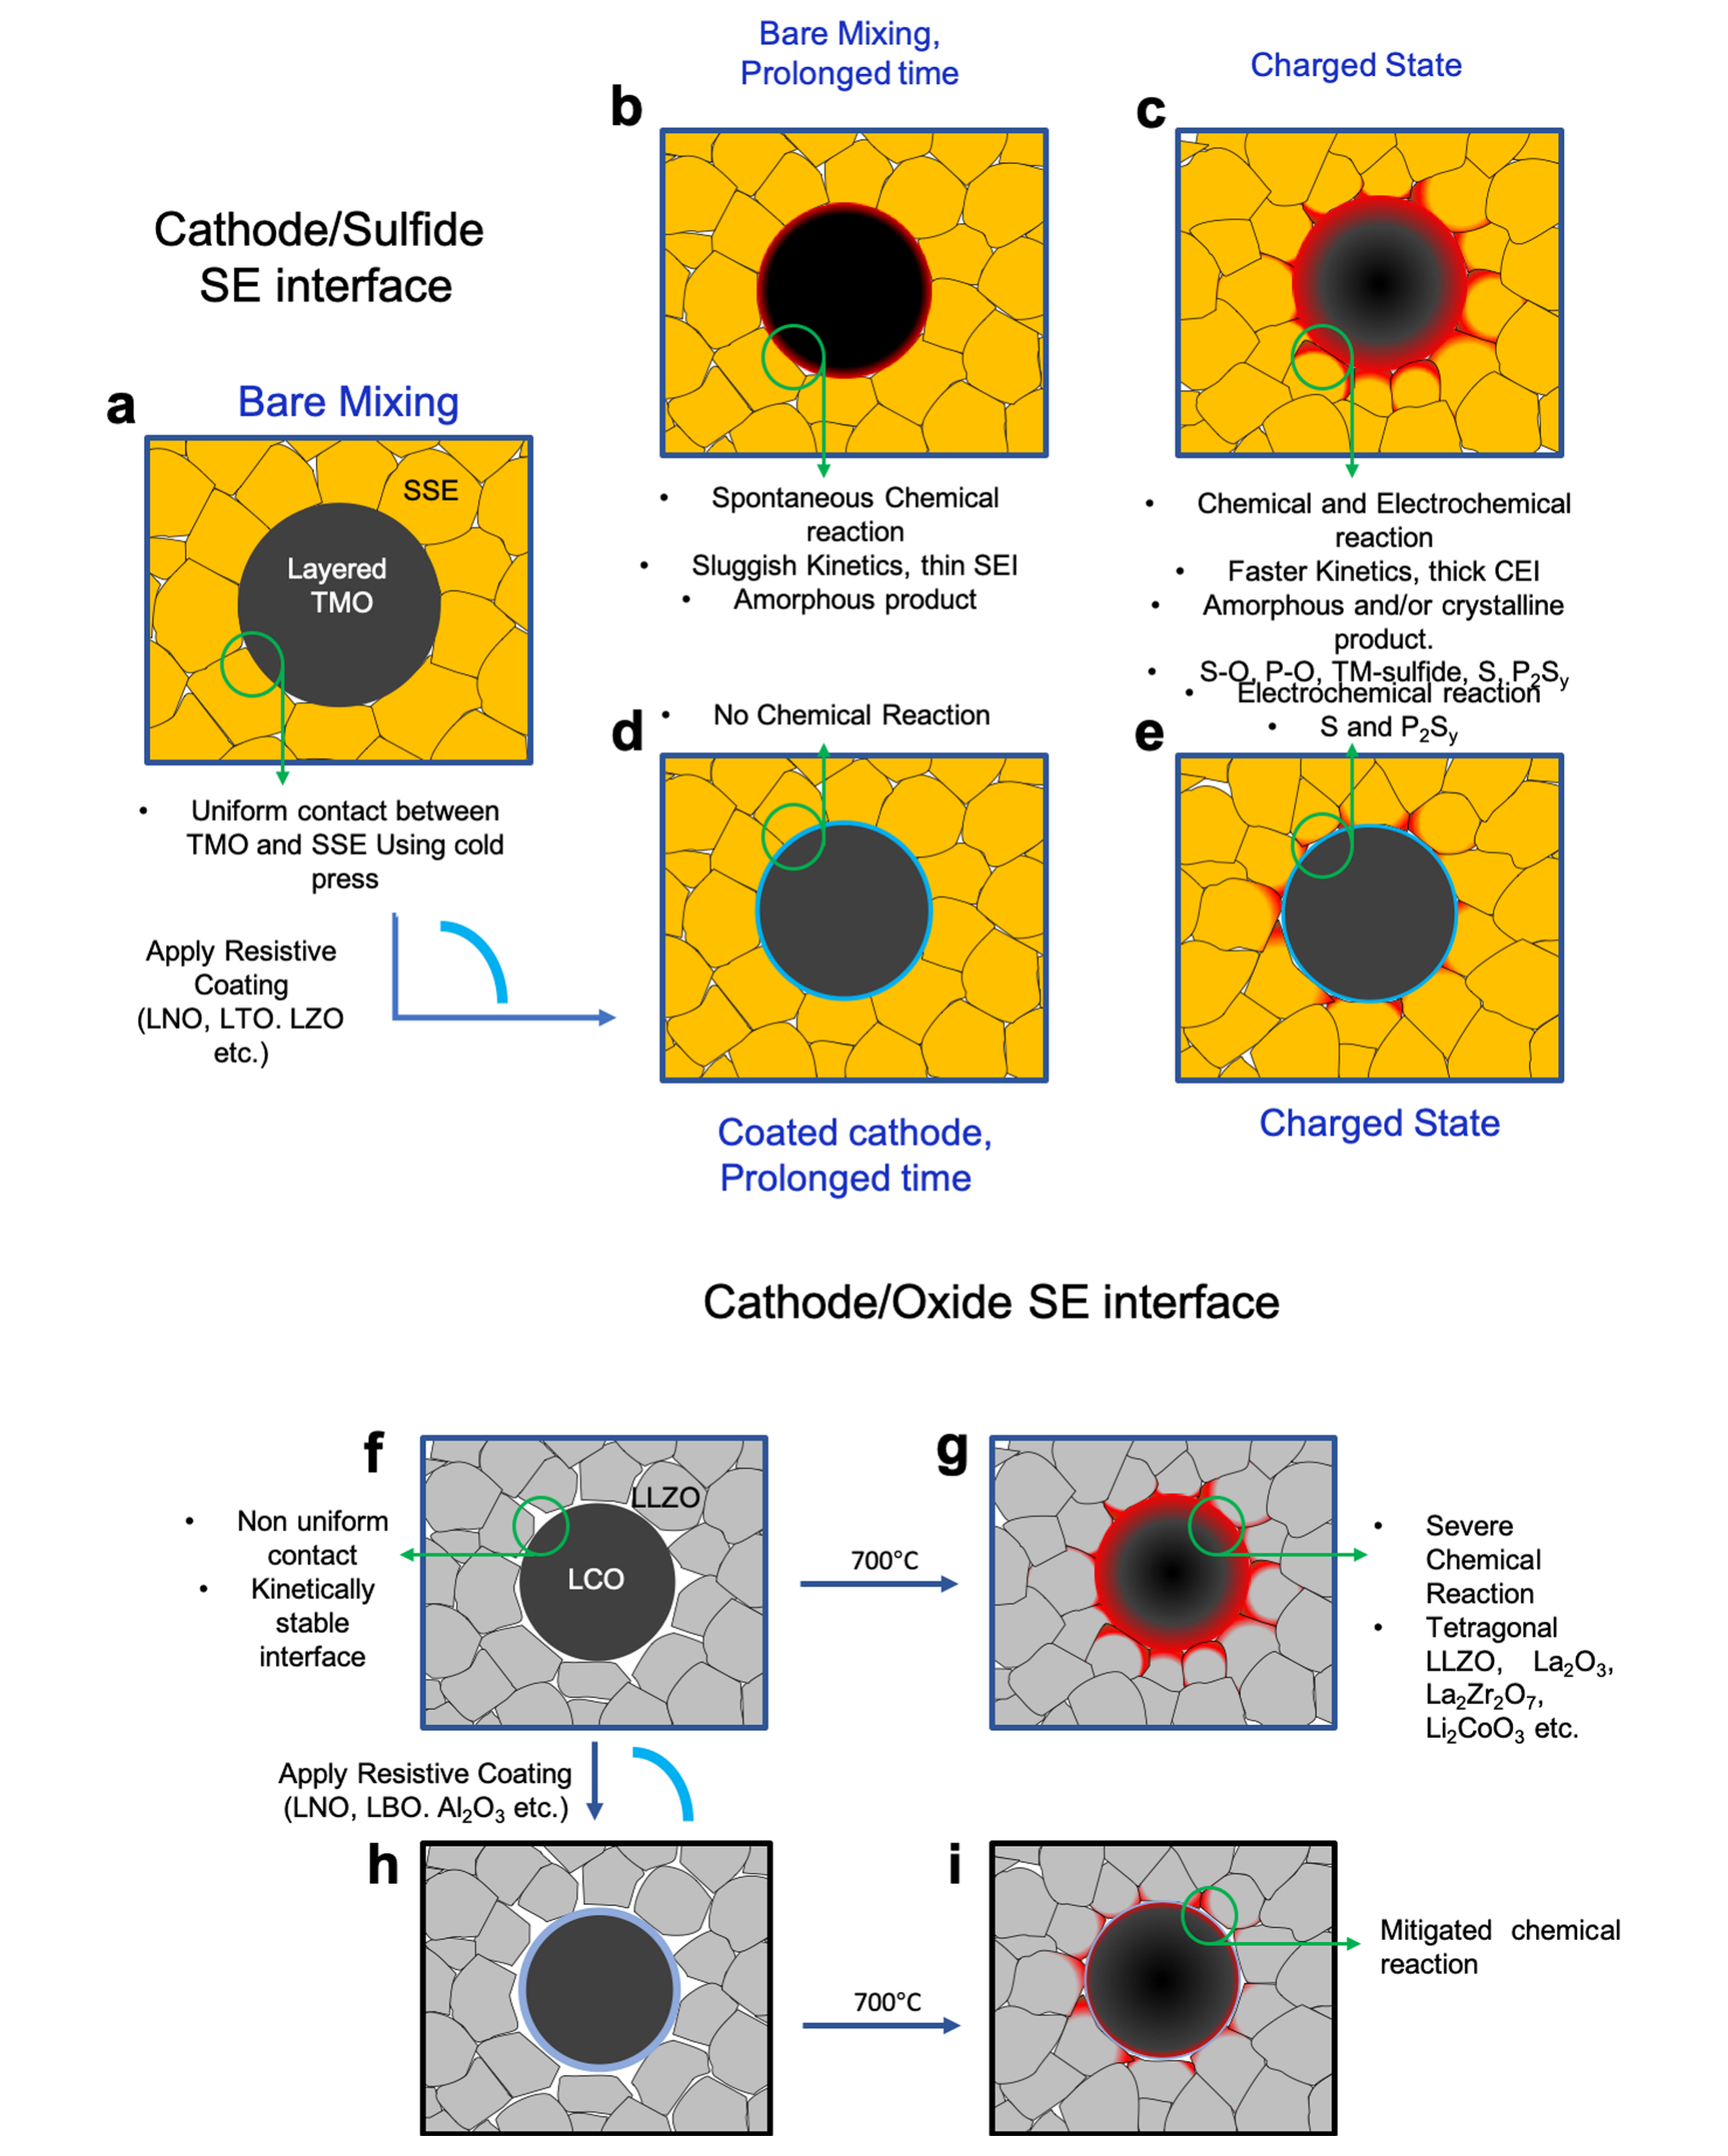 Bare Mixing,
Prolonged time
Charged State
b
c
Cathode/Sulfide
SE interface
a
Bare Mixing
SSE
Layered
TMO
• Spontaneous Chemical
reaction
• Sluggish Kinetics, thin SEI
• Amorphous product
• Chemical and Electrochemical
reaction
• Faster Kinetics, thick CEI
• Amorphous and/or crystalline
product.
• S-O, P-O, TM-sulfide, S, P₂Sy
• Uniform contact between
TMO and SSE Using cold
press
Apply Resistive
Coating
(LNO, LTO. LZO
etc.)
d
• No Chemical Reaction
e
• Electrochemical reaction
• S and P₂Sy
Coated cathode,
Prolonged time
Charged State
Cathode/Oxide SE interface
f
LLZO
LCO
• Non uniform
contact
• Kinetically
stable
interface
700°C
g
• Severe
Chemical
Reaction
• Tetragonal
LLZO, La₂O₃,
La₂Zr₂O₇,
Li₂CoO₃ etc.
Apply Resistive Coating
(LNO, LBO. Al₂O₃ etc.)
h
700°C
i
Mitigated chemical
reaction